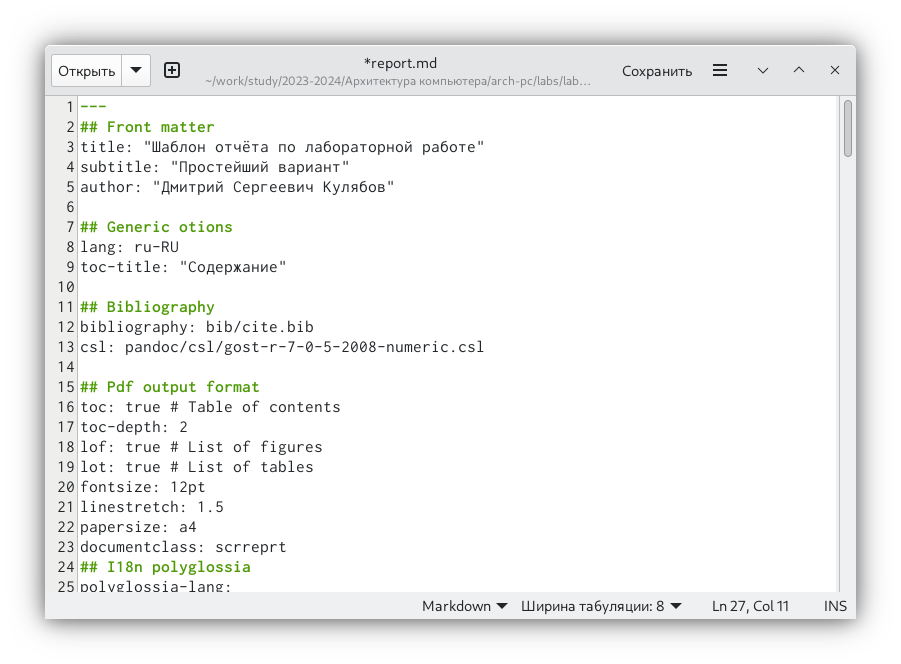 Открыть
*report.md
~/work/study/2023-2024/Архитектура компьютера/arch-pc/labs/lab…
Сохранить
1 ---
2 ## Front matter
3 title: "Шаблон отчёта по лабораторной работе"
4 subtitle: "Простейший вариант"
5 author: "Дмитрий Сергеевич Кулябов"
6
7 ## Generic otions
8 lang: ru-RU
9 toc-title: "Содержание"
10
11 ## Bibliography
12 bibliography: bib/cite.bib
13 csl: pandoc/csl/gost-r-7-0-5-2008-numeric.csl
14
15 ## Pdf output format
16 toc: true # Table of contents
17 toc-depth: 2
18 lof: true # List of figures
19 lot: true # List of tables
20 fontsize: 12pt
21 linestretch: 1.5
22 papersize: a4
23 documentclass: scrreprt
24 ## I18n polyglossia
25 polyglossia-lang:
Markdown Ширина табуляции: 8 Ln 27, Col 11 INS